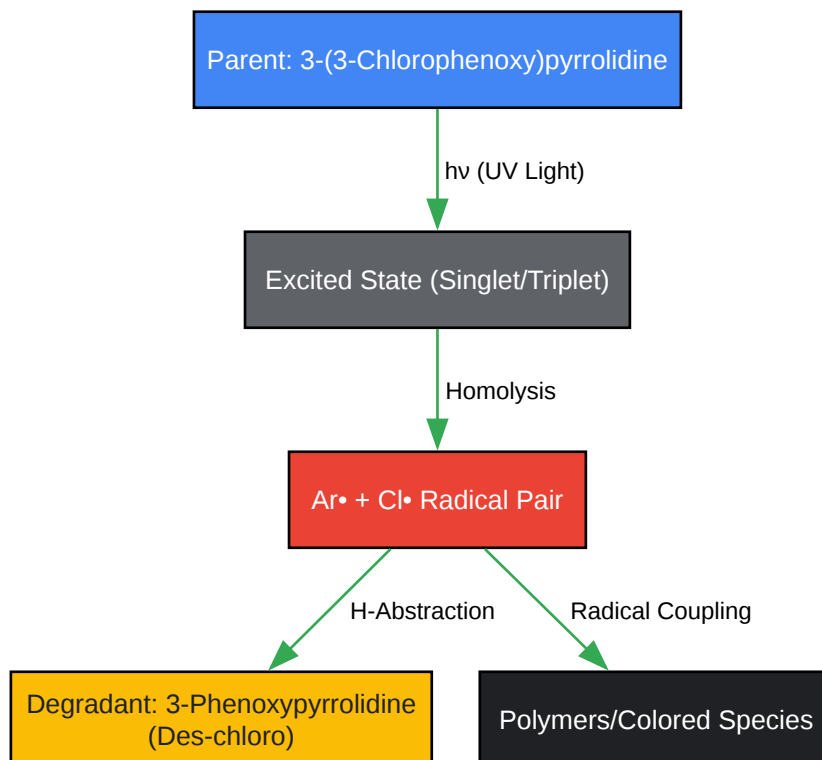 Parent: 3-(3-Chlorophenoxy)pyrrolidine
hν (UV Light)
Excited State (Singlet/Triplet)
Homolysis
Ar• + Cl• Radical Pair
H-Abstraction
Radical Coupling
Degradant: 3-Phenoxypyrrolidine
(Des-chloro)
Polymers/Colored Species